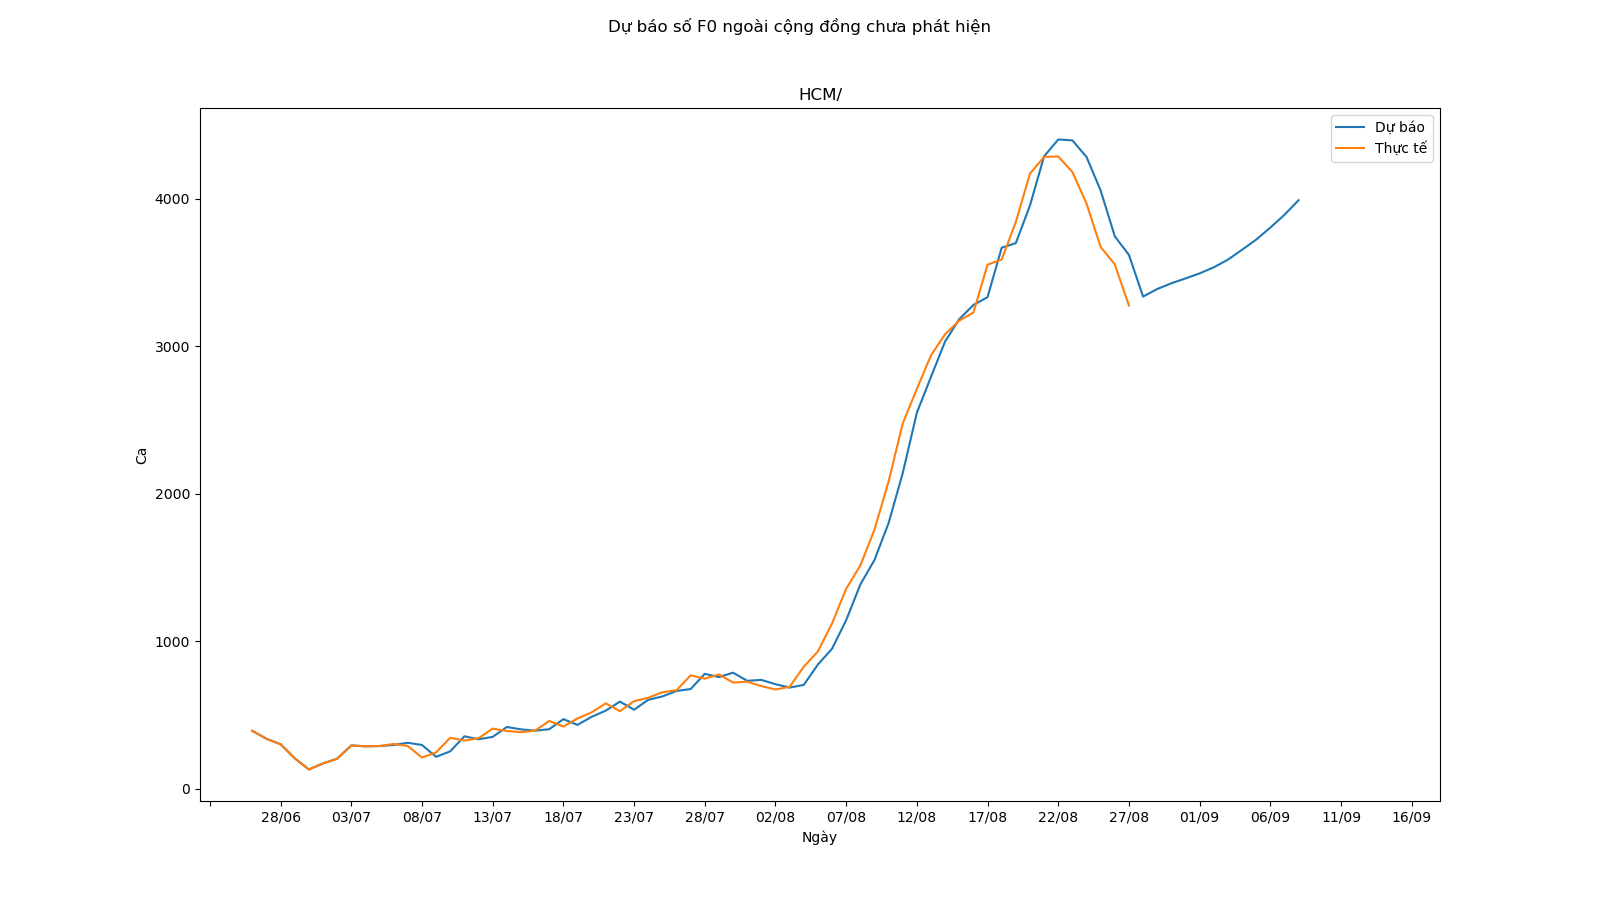 Dự báo số F0 ngoài cộng đồng chưa phát hiện
HCM/
Dự báo
Thực tế
4000
3000
2000
1000
0
Ca
28/06 03/07 08/07 13/07 18/07 23/07 28/07 02/08 07/08 12/08 17/08 22/08 27/08 01/09 06/09 11/09 16/09
Ngày